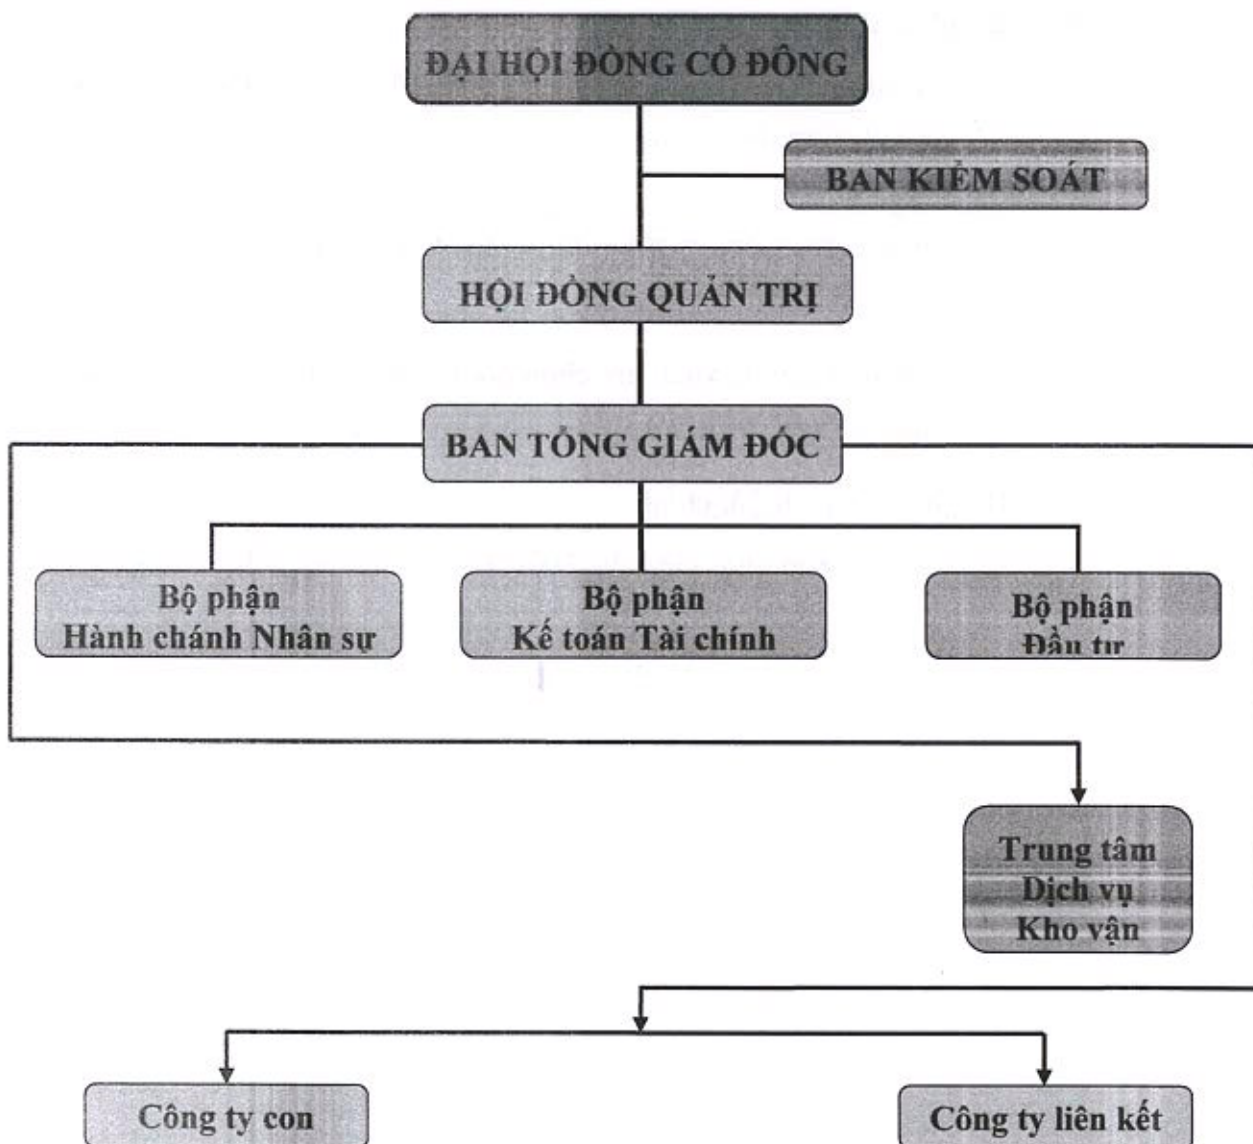 ĐẠI HỘI ĐỒNG CỔ ĐÔNG
BAN KIỂM SOÁT
HỘI ĐỒNG QUẢN TRỊ
BAN TỔNG GIÁM ĐỐC
Bộ phận
Hành chánh Nhân sự
Bộ phận
Kế toán Tài chính
Bộ phận
Đầu tư
Trung tâm
Dịch vụ
Kho vận
Công ty con
Công ty liên kết